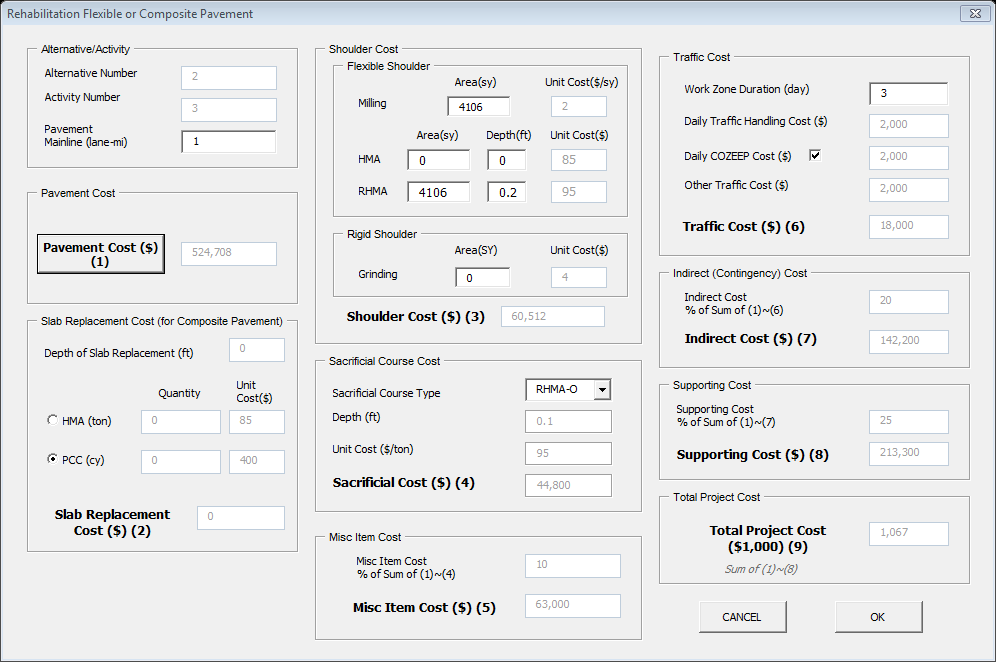 Rehabilitation Flexible or Composite Pavement
Alternative/Activity
Alternative Number 2
Activity Number 3
Pavement
Mainline (lane-mi) 1
Pavement Cost
Pavement Cost ($)
(1)
524,708
Slab Replacement Cost (for Composite Pavement)
Depth of Slab Replacement (ft) 0
Quantity Unit
Cost($)
HMA (ton) 0 85
PCC (cy) 0 400
Slab Replacement
Cost ($) (2)
0
Shoulder Cost
Flexible Shoulder
Area(sy) Unit Cost($/sy)
Milling 4106 2
Area(sy) Depth(ft) Unit Cost($)
HMA 0 0 85
RHMA 4106 0.2 95
Rigid Shoulder
Area(SY) Unit Cost($)
Grinding 0 4
Shoulder Cost ($) (3) 60,512
Sacrificial Course Cost
Sacrificial Course Type RHMA-O
Depth (ft) 0.1
Unit Cost ($/ton) 95
Sacrificial Cost ($) (4) 44,800
Misc Item Cost
Misc Item Cost
% of Sum of (1)~(4)
10
Misc Item Cost ($) (5) 63,000
Traffic Cost
Work Zone Duration (day) 3
Daily Traffic Handling Cost ($) 2,000
Daily COZEEP Cost ($) 2,000
Other Traffic Cost ($) 2,000
Traffic Cost ($) (6) 18,000
Indirect (Contingency) Cost
Indirect Cost
% of Sum of (1)~(6)
20
Indirect Cost ($) (7) 142,200
Supporting Cost
Supporting Cost
% of Sum of (1)~(7)
25
Supporting Cost ($) (8) 213,300
Total Project Cost
Total Project Cost
($1,000) (9)
1,067
Sum of (1)~(8)
CANCEL OK